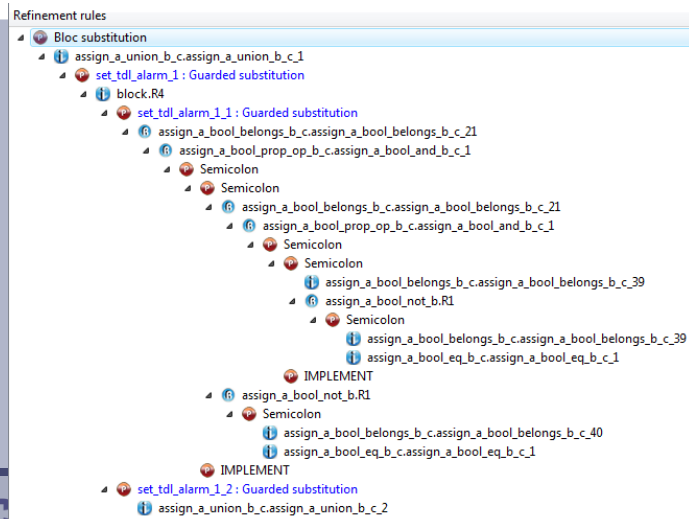 Refinement rules
Bloc substitution
assign_a_union_b_c.assign_a_union_b_c_1
set_tdl_alarm_1 : Guarded substitution
block.R4
set_tdl_alarm_1_1 : Guarded substitution
assign_a_bool_belongs_b_c.assign_a_bool_belongs_b_c_21
assign_a_bool_prop_op_b_c.assign_a_bool_and_b_c_1
Semicolon
Semicolon
assign_a_bool_belongs_b_c.assign_a_bool_belongs_b_c_21
assign_a_bool_prop_op_b_c.assign_a_bool_and_b_c_1
Semicolon
Semicolon
assign_a_bool_belongs_b_c.assign_a_bool_belongs_b_c_39
assign_a_bool_not_b.R1
Semicolon
assign_a_bool_belongs_b_c.assign_a_bool_belongs_b_c_39
assign_a_bool_eq_b_c.assign_a_bool_eq_b_c_1
IMPLEMENT
assign_a_bool_not_b.R1
Semicolon
assign_a_bool_belongs_b_c.assign_a_bool_belongs_b_c_40
assign_a_bool_eq_b_c.assign_a_bool_eq_b_c_1
IMPLEMENT
set_tdl_alarm_1_2 : Guarded substitution
assign_a_union_b_c.assign_a_union_b_c_2